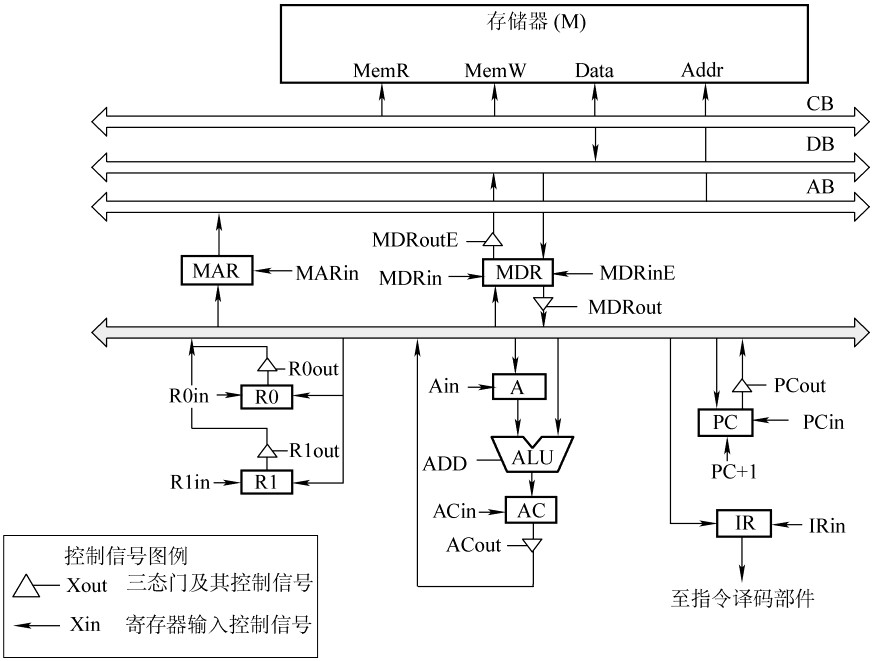 存储器 (M)
MemR MemW Data Addr
CB
DB
AB
MDRoutE
MAR MARin MDRin MDR MDRinE
MDRout
R0out
R0in R0
R1out
R1in R1
Ain A
ADD ALU
ACin AC
ACout
PCout
PC PCin
PC+1
IR IRin
至指令译码部件
控制信号图例
Xout 三态门及其控制信号
Xin 寄存器输入控制信号